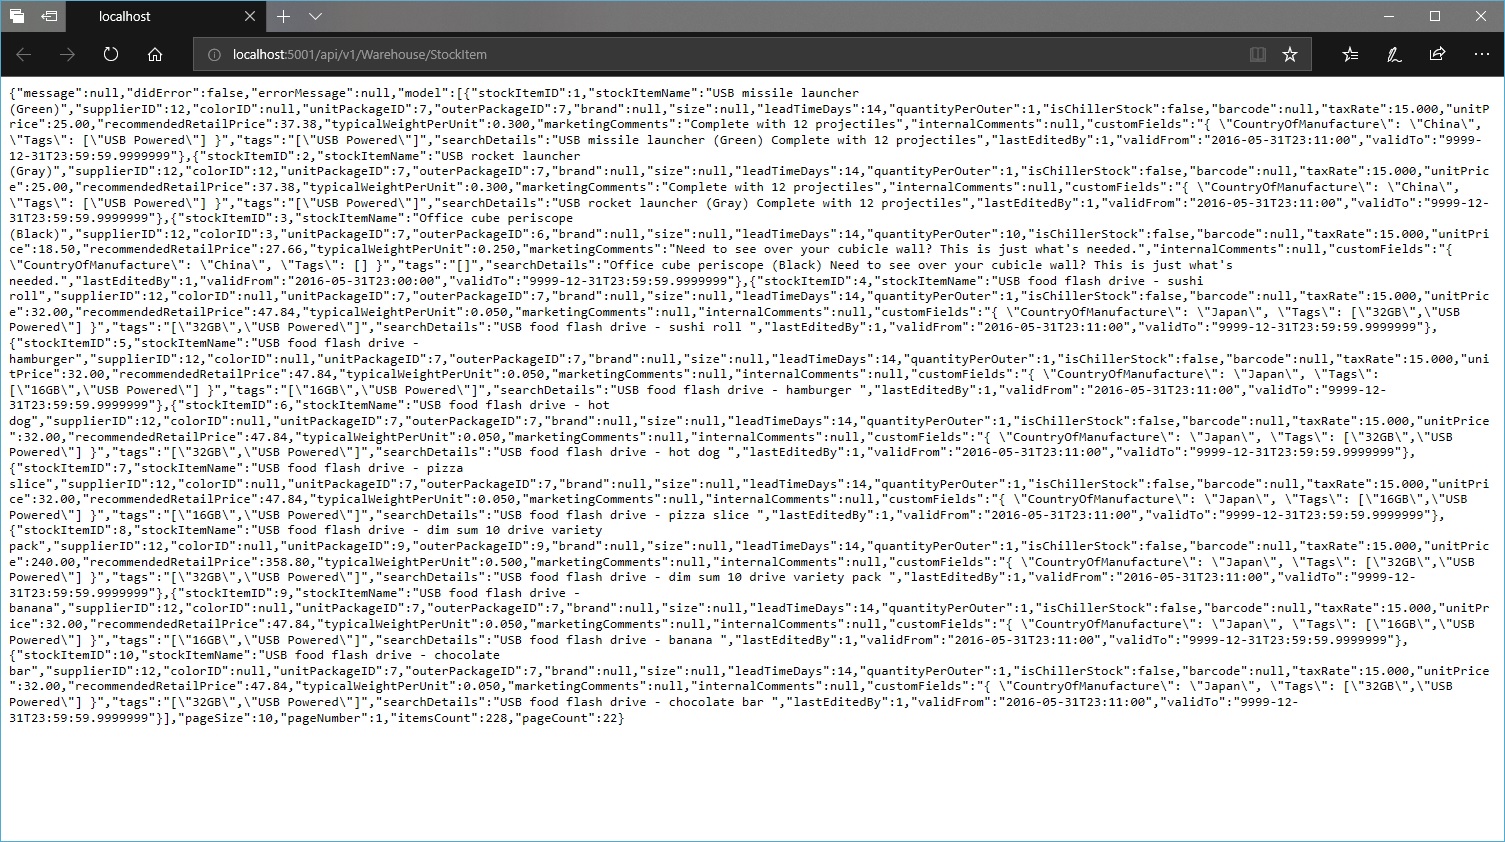 localhost
localhost:5001/api/v1/Warehouse/StockItem
{"message":null,"didError":false,"errorMessage":null,"model":[{"stockItemID":1,"stockItemName":"USB missile launcher
(Green)","supplierID":12,"colorID":null,"unitPackageID":7,"outerPackageID":7,"brand":null,"size":null,"leadTimeDays":14,"quantityPerOuter":1,"isChillerStock":false,"barcode":null,"taxRate":15.000,"unitP
rice":25.00,"recommendedRetailPrice":37.38,"typicalWeightPerUnit":0.300,"marketingComments":"Complete with 12 projectiles","internalComments":null,"customFields":"{ \"CountryOfManufacture\": \"China\",
\"Tags\": [\"USB Powered\"] }","tags":"[\"USB Powered\"]","searchDetails":"USB missile launcher (Green) Complete with 12 projectiles","lastEditedBy":1,"validFrom":"2016-05-31T23:11:00","validTo":"9999-
12-31T23:59:59.9999999"},{"stockItemID":2,"stockItemName":"USB rocket launcher
(Gray)","supplierID":12,"colorID":12,"unitPackageID":7,"outerPackageID":7,"brand":null,"size":null,"leadTimeDays":14,"quantityPerOuter":1,"isChillerStock":false,"barcode":null,"taxRate":15.000,"unitPric
e":25.00,"recommendedRetailPrice":37.38,"typicalWeightPerUnit":0.300,"marketingComments":"Complete with 12 projectiles","internalComments":null,"customFields":"{ \"CountryOfManufacture\": \"China\",
\"Tags\": [\"USB Powered\"] }","tags":"[\"USB Powered\"]","searchDetails":"USB rocket launcher (Gray) Complete with 12 projectiles","lastEditedBy":1,"validFrom":"2016-05-31T23:11:00","validTo":"9999-12-
31T23:59:59.9999999"},{"stockItemID":3,"stockItemName":"Office cube periscope
(Black)","supplierID":12,"colorID":3,"unitPackageID":7,"outerPackageID":6,"brand":null,"size":null,"leadTimeDays":14,"quantityPerOuter":10,"isChillerStock":false,"barcode":null,"taxRate":15.000,"unitPri
ce":18.50,"recommendedRetailPrice":27.66,"typicalWeightPerUnit":0.250,"marketingComments":"Need to see over your cubicle wall? This is just what's needed.","internalComments":null,"customFields":"{
\"CountryOfManufacture\": \"China\", \"Tags\": [] }","tags":"[]","searchDetails":"Office cube periscope (Black) Need to see over your cubicle wall? This is just what's
needed.","lastEditedBy":1,"validFrom":"2016-05-31T23:00:00","validTo":"9999-12-31T23:59:59.9999999"},{"stockItemID":4,"stockItemName":"USB food flash drive - sushi
roll","supplierID":12,"colorID":null,"unitPackageID":7,"outerPackageID":7,"brand":null,"size":null,"leadTimeDays":14,"quantityPerOuter":1,"isChillerStock":false,"barcode":null,"taxRate":15.000,"unitPric
e":32.00,"recommendedRetailPrice":47.84,"typicalWeightPerUnit":0.050,"marketingComments":null,"internalComments":null,"customFields":"{ \"CountryOfManufacture\": \"Japan\", \"Tags\": [\"32GB\",\"USB
Powered\"] }","tags":"[\"32GB\",\"USB Powered\"]","searchDetails":"USB food flash drive - sushi roll ","lastEditedBy":1,"validFrom":"2016-05-31T23:11:00","validTo":"9999-12-31T23:59:59.9999999"},
{"stockItemID":5,"stockItemName":"USB food flash drive -
hamburger","supplierID":12,"colorID":null,"unitPackageID":7,"outerPackageID":7,"brand":null,"size":null,"leadTimeDays":14,"quantityPerOuter":1,"isChillerStock":false,"barcode":null,"taxRate":15.000,"uni
tPrice":32.00,"recommendedRetailPrice":47.84,"typicalWeightPerUnit":0.050,"marketingComments":null,"internalComments":null,"customFields":"{ \"CountryOfManufacture\": \"Japan\", \"Tags\":
[\"16GB\",\"USB Powered\"] }","tags":"[\"16GB\",\"USB Powered\"]","searchDetails":"USB food flash drive - hamburger ","lastEditedBy":1,"validFrom":"2016-05-31T23:11:00","validTo":"9999-12-
31T23:59:59.9999999"},{"stockItemID":6,"stockItemName":"USB food flash drive - hot
dog","supplierID":12,"colorID":null,"unitPackageID":7,"outerPackageID":7,"brand":null,"size":null,"leadTimeDays":14,"quantityPerOuter":1,"isChillerStock":false,"barcode":null,"taxRate":15.000,"unitPrice
":32.00,"recommendedRetailPrice":47.84,"typicalWeightPerUnit":0.050,"marketingComments":null,"internalComments":null,"customFields":"{ \"CountryOfManufacture\": \"Japan\", \"Tags\": [\"32GB\",\"USB
Powered\"] }","tags":"[\"32GB\",\"USB Powered\"]","searchDetails":"USB food flash drive - hot dog ","lastEditedBy":1,"validFrom":"2016-05-31T23:11:00","validTo":"9999-12-31T23:59:59.9999999"},
{"stockItemID":7,"stockItemName":"USB food flash drive - pizza
slice","supplierID":12,"colorID":null,"unitPackageID":7,"outerPackageID":7,"brand":null,"size":null,"leadTimeDays":14,"quantityPerOuter":1,"isChillerStock":false,"barcode":null,"taxRate":15.000,"unitPri
ce":32.00,"recommendedRetailPrice":47.84,"typicalWeightPerUnit":0.050,"marketingComments":null,"internalComments":null,"customFields":"{ \"CountryOfManufacture\": \"Japan\", \"Tags\": [\"16GB\",\"USB
Powered\"] }","tags":"[\"16GB\",\"USB Powered\"]","searchDetails":"USB food flash drive - pizza slice ","lastEditedBy":1,"validFrom":"2016-05-31T23:11:00","validTo":"9999-12-31T23:59:59.9999999"},
{"stockItemID":8,"stockItemName":"USB food flash drive - dim sum 10 drive variety
pack","supplierID":12,"colorID":null,"unitPackageID":9,"outerPackageID":9,"brand":null,"size":null,"leadTimeDays":14,"quantityPerOuter":1,"isChillerStock":false,"barcode":null,"taxRate":15.000,"unitPric
e":240.00,"recommendedRetailPrice":358.80,"typicalWeightPerUnit":0.500,"marketingComments":null,"internalComments":null,"customFields":"{ \"CountryOfManufacture\": \"Japan\", \"Tags\": [\"32GB\",\"USB
Powered\"] }","tags":"[\"32GB\",\"USB Powered\"]","searchDetails":"USB food flash drive - dim sum 10 drive variety pack ","lastEditedBy":1,"validFrom":"2016-05-31T23:11:00","validTo":"9999-12-
31T23:59:59.9999999"},{"stockItemID":9,"stockItemName":"USB food flash drive -
banana","supplierID":12,"colorID":null,"unitPackageID":7,"outerPackageID":7,"brand":null,"size":null,"leadTimeDays":14,"quantityPerOuter":1,"isChillerStock":false,"barcode":null,"taxRate":15.000,"unitPr
ice":32.00,"recommendedRetailPrice":47.84,"typicalWeightPerUnit":0.050,"marketingComments":null,"internalComments":null,"customFields":"{ \"CountryOfManufacture\": \"Japan\", \"Tags\": [\"16GB\",\"USB
Powered\"] }","tags":"[\"16GB\",\"USB Powered\"]","searchDetails":"USB food flash drive - banana ","lastEditedBy":1,"validFrom":"2016-05-31T23:11:00","validTo":"9999-12-31T23:59:59.9999999"},
{"stockItemID":10,"stockItemName":"USB food flash drive - chocolate
bar","supplierID":12,"colorID":null,"unitPackageID":7,"outerPackageID":7,"brand":null,"size":null,"leadTimeDays":14,"quantityPerOuter":1,"isChillerStock":false,"barcode":null,"taxRate":15.000,"unitPrice
":32.00,"recommendedRetailPrice":47.84,"typicalWeightPerUnit":0.050,"marketingComments":null,"internalComments":null,"customFields":"{ \"CountryOfManufacture\": \"Japan\", \"Tags\": [\"32GB\",\"USB
Powered\"] }","tags":"[\"32GB\",\"USB Powered\"]","searchDetails":"USB food flash drive - chocolate bar ","lastEditedBy":1,"validFrom":"2016-05-31T23:11:00","validTo":"9999-12-
31T23:59:59.9999999"}],"pageSize":10,"pageNumber":1,"itemsCount":228,"pageCount":22}